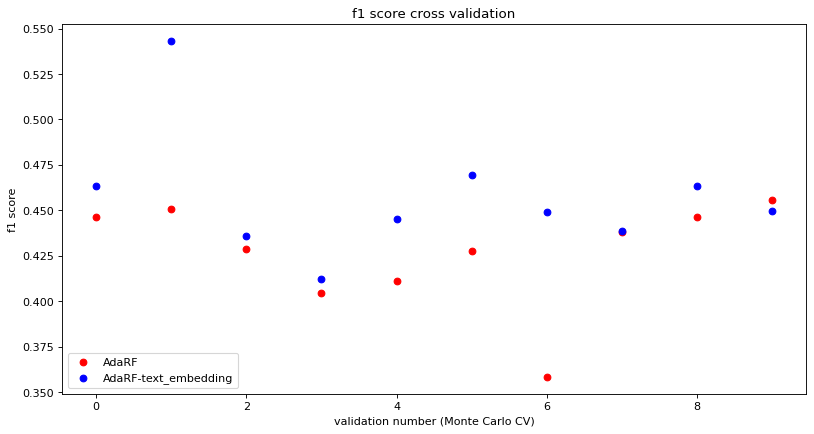 f1 score cross validation
0.550
0.525
0.500
0.475
0.450
0.425
0.400
0.375
0.350
f1 score
AdaRF
AdaRF-text_embedding
0 2 4 6 8
validation number (Monte Carlo CV)